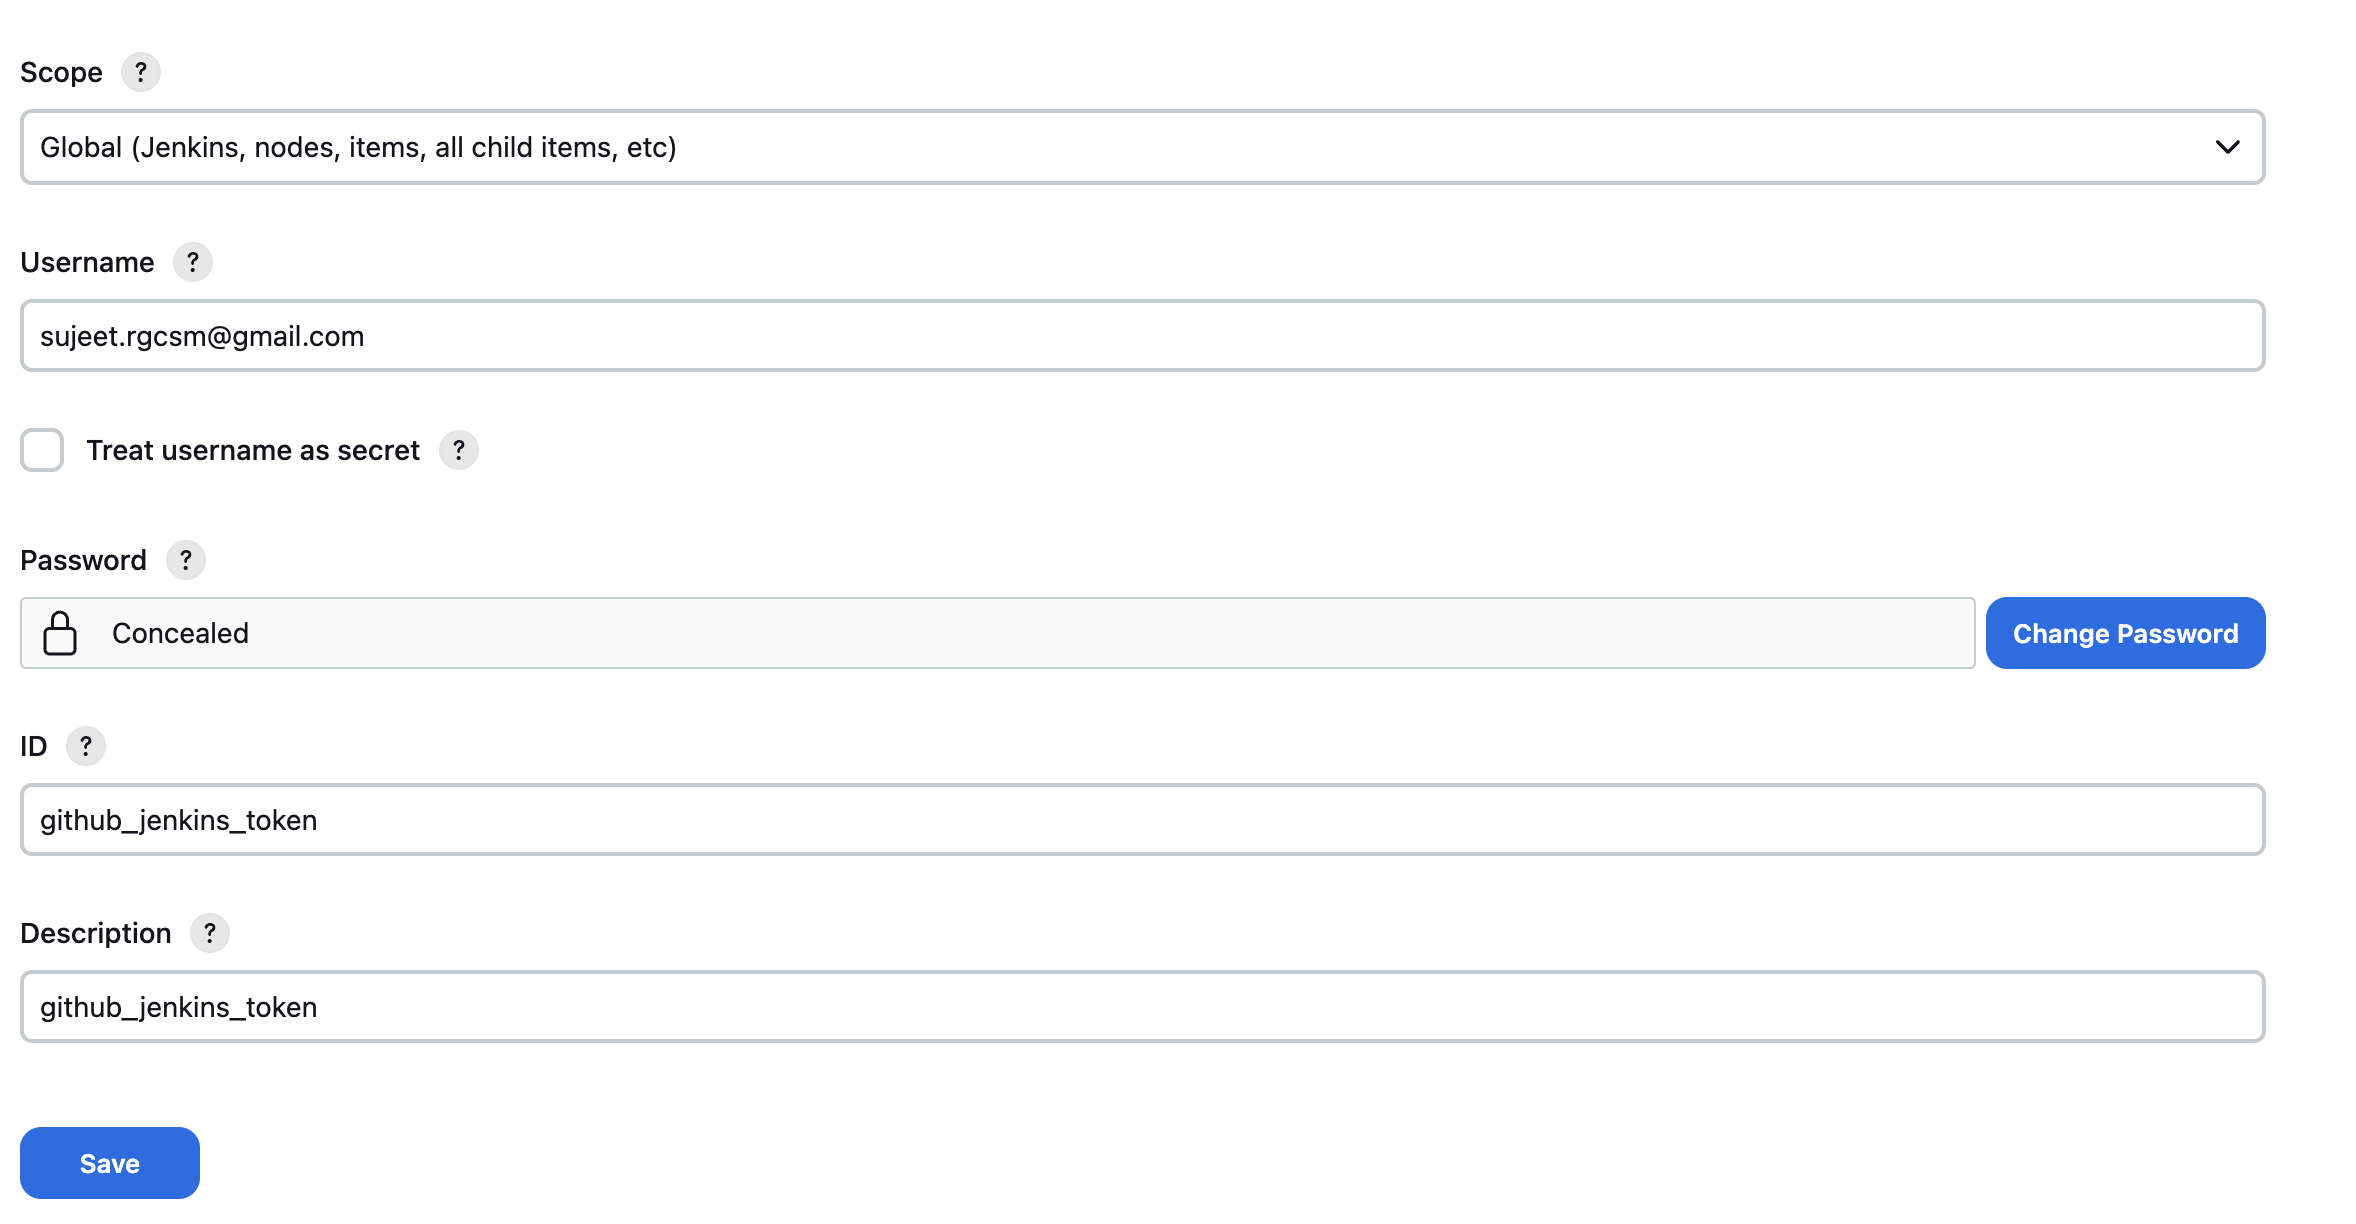 Scope ?
Global (Jenkins, nodes, items, all child items, etc)
Username ?
sujeet.rgcsm@gmail.com
Treat username as secret ?
Password ?
Concealed
Change Password
ID ?
github_jenkins_token
Description ?
github_jenkins_token
Save